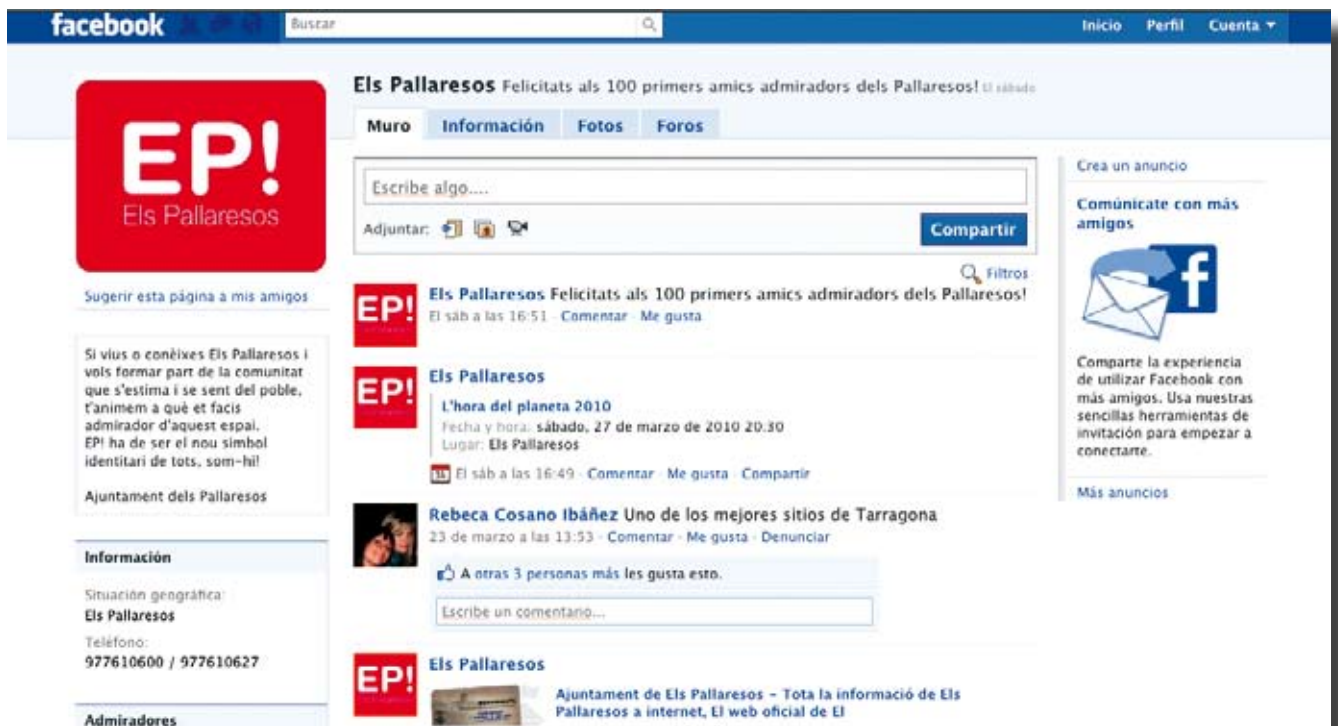 facebook
Buscar
Inicio Perfil Cuenta
EP!
Els Pallaresos
Els Pallaresos Felicitats als 100 primers amics admiradors dels Pallaresos! El sábado
Muro Información Fotos Foros
Escribe algo....
Adjuntar:
Compartir
Filtros
Sugerir esta página a mis amigos
Si vius o conèixes Els Pallaresos i
vols formar part de la comunitat
que s'estima i se sent del poble,
t'animem a què et facis
admirador d'aquest espai.
EP! ha de ser el nou símbol
identitari de tots, som-hi!
Ajuntament dels Pallaresos
Información
Situación geográfica:
Els Pallaresos
Teléfono:
977610600 / 977610627
Admiradores
EP!
Els Pallaresos Felicitats als 100 primers amics admiradors dels Pallaresos!
El sáb a las 16:51 · Comentar · Me gusta
EP!
Els Pallaresos
L'hora del planeta 2010
Fecha y hora: sábado, 27 de marzo de 2010 20:30
Lugar: Els Pallaresos
31 El sáb a las 16:49 · Comentar · Me gusta · Compartir
Rebeca Cosano Ibáñez Uno de los mejores sitios de Tarragona
23 de marzo a las 13:53 · Comentar · Me gusta · Denunciar
A otras 3 personas más les gusta esto.
Escribe un comentario...
EP!
Els Pallaresos
Ajuntament de Els Pallaresos – Tota la informació de Els
Pallaresos a internet, El web oficial de El
Crea un anuncio
Comúnicate con más
amigos
f
Comparte la experiencia
de utilizar Facebook con
más amigos. Usa nuestras
sencillas herramientas de
invitación para empezar a
conectarte.
Más anuncios